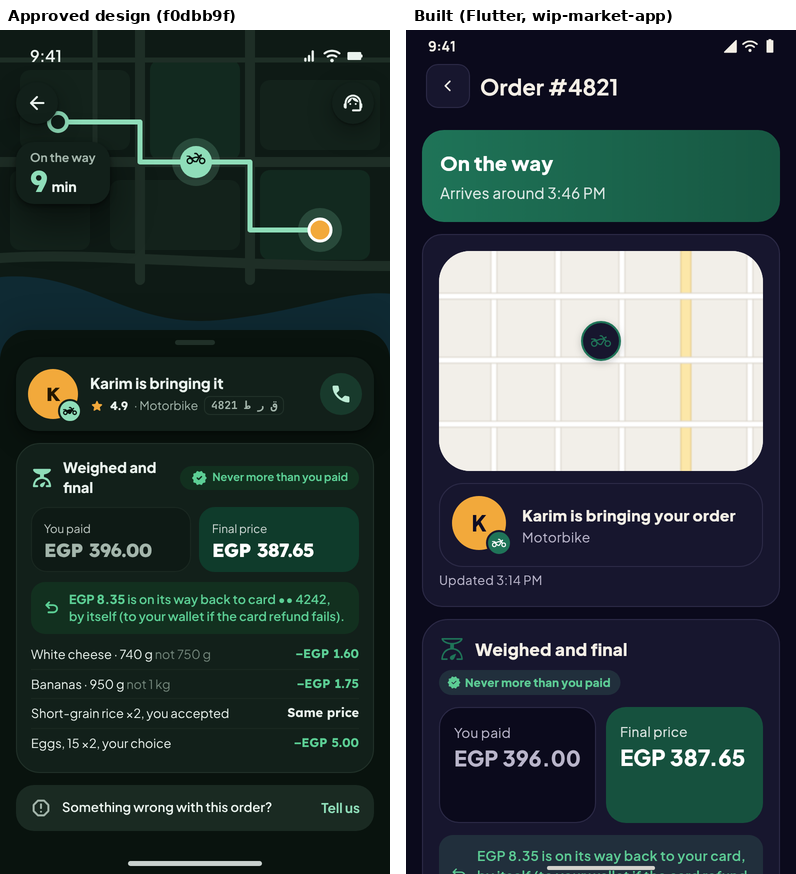 Approved design (f0dbb9f)
9:41
On the way
9 min
K
Karim is bringing it
4.9 · Motorbike
ق ر ط 4821
Weighed and
final
Never more than you paid
You paid
EGP 396.00
Final price
EGP 387.65
EGP 8.35 is on its way back to card •• 4242,
by itself (to your wallet if the card refund fails).
White cheese · 740 g not 750 g
−EGP 1.60
Bananas · 950 g not 1 kg
−EGP 1.75
Short-grain rice ×2, you accepted
Same price
Eggs, 15 ×2, your choice
−EGP 5.00
Something wrong with this order?
Tell us
Built (Flutter, wip-market-app)
9:41
Order #4821
On the way
Arrives around 3:46 PM
K
Karim is bringing your order
Motorbike
Updated 3:14 PM
Weighed and final
Never more than you paid
You paid
EGP 396.00
Final price
EGP 387.65
EGP 8.35 is on its way back to your card,